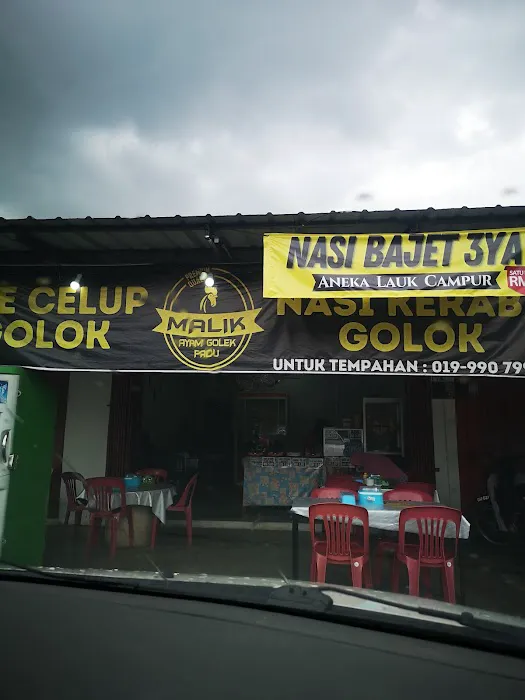 NASI BAJET 3YA
ANEKA LAUK CAMPUR
SATU
RM
E CELUP
GOLOK
MALIK
AYAM GOLEK
PADU
NASI KERABU
GOLOK
UNTUK TEMPAHAN : 019-990 799